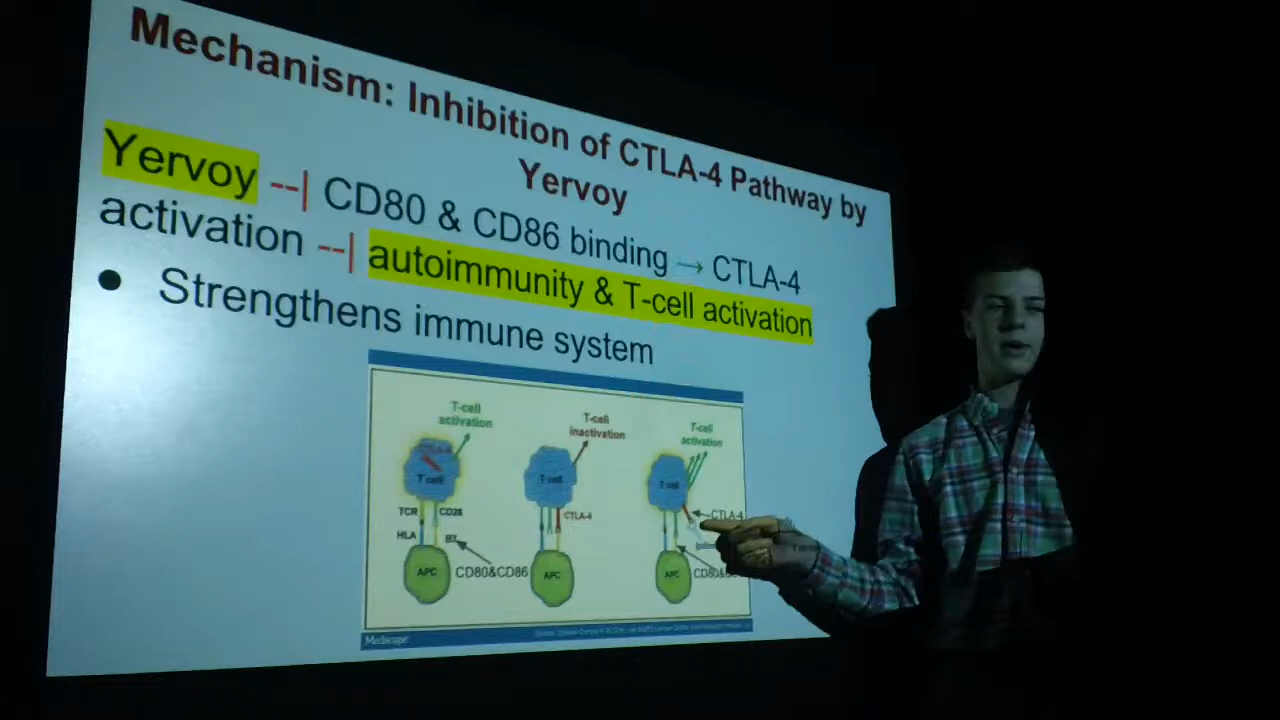 Mechanism: Inhibition of CTLA-4 Pathway by
Yervoy
Yervoy --| CD80 & CD86 binding → CTLA-4
activation --| autoimmunity & T-cell activation
● Strengthens immune system
T-cell
activation
T-cell
inactivation
T-cell
activation
T cell
T cell
T cell
TCR
CD28
HLA
B7
CTLA-4
CTLA-4
APC
CD80&CD86
APC
APC
Medscape